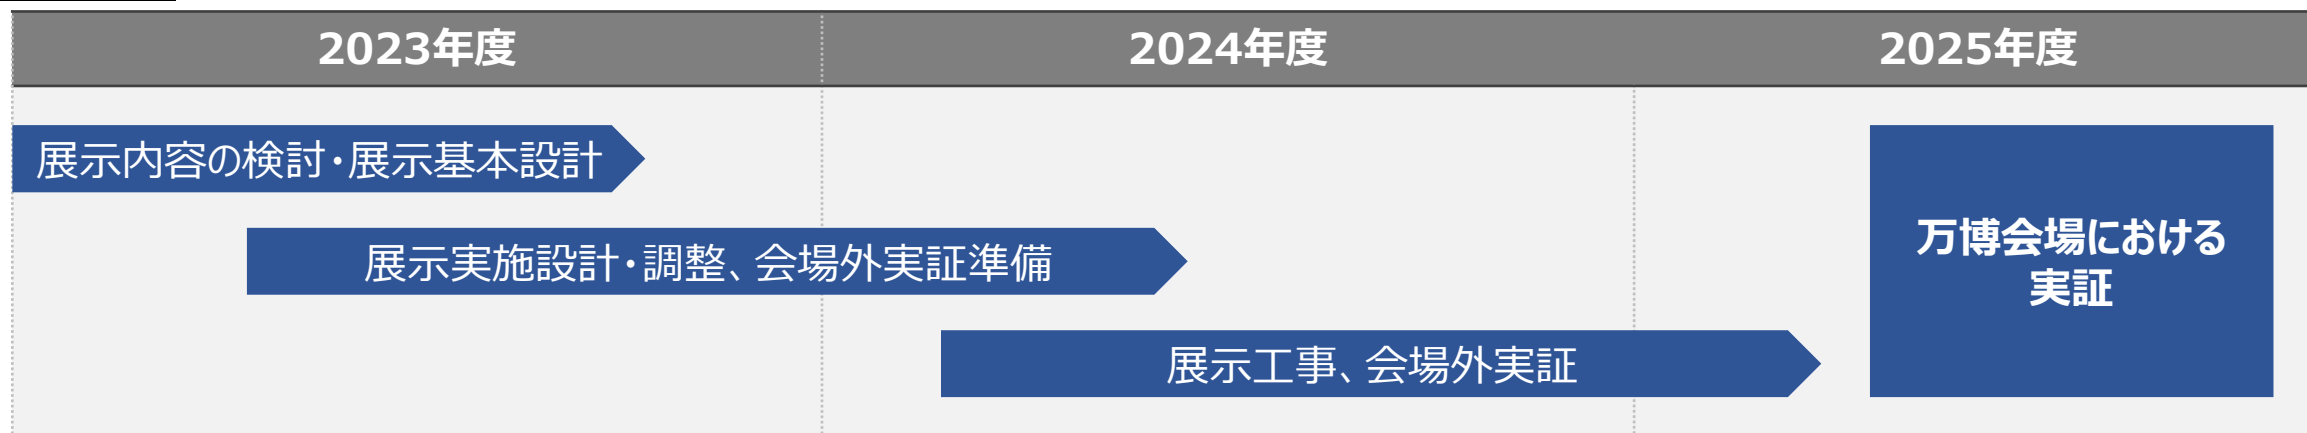 2023年度
2024年度
2025年度
展示内容の検討・展示基本設計
展示実施設計・調整、会場外実証準備
展示工事、会場外実証
万博会場における
実証